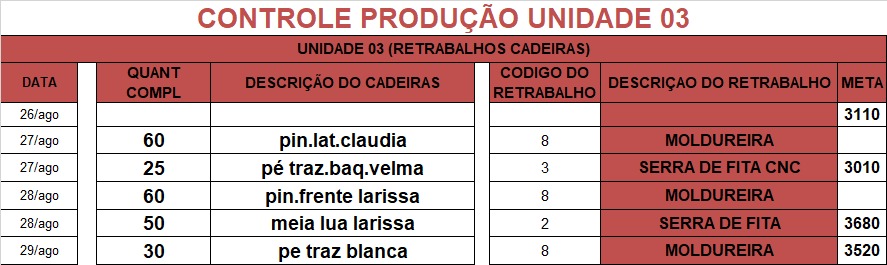 CONTROLE PRODUÇÃO UNIDADE 03
UNIDADE 03 (RETRABALHOS CADEIRAS)
DATA QUANT COMPL DESCRIÇÃO DO CADEIRAS CODIGO DO RETRABALHO DESCRIÇAO DO RETRABALHO META
26/ago 3110
27/ago 60 pin.lat.claudia 8 MOLDUREIRA
27/ago 25 pé traz.baq.velma 3 SERRA DE FITA CNC 3010
28/ago 60 pin.frente larissa 8 MOLDUREIRA
28/ago 50 meia lua larissa 2 SERRA DE FITA 3680
29/ago 30 pe traz blanca 8 MOLDUREIRA 3520